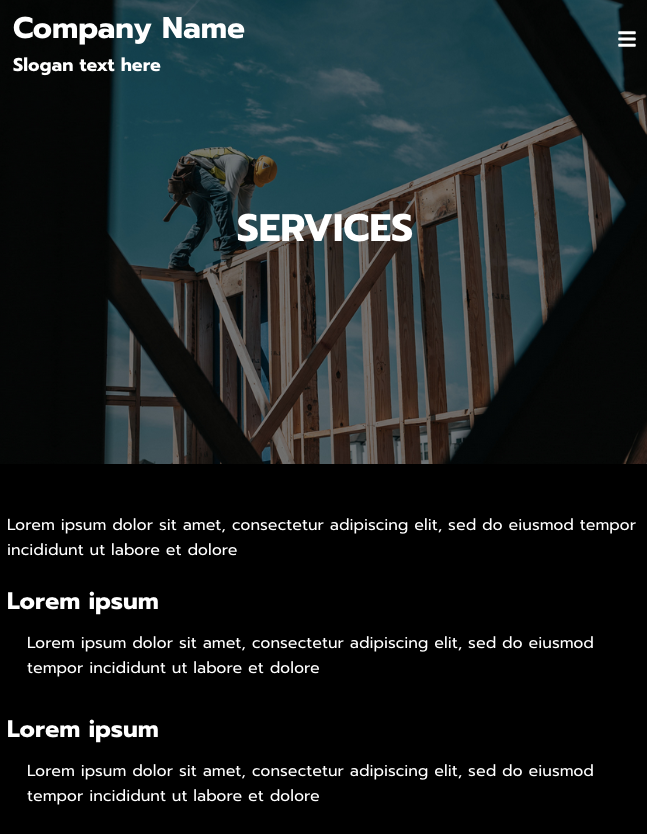 Company Name
Slogan text here
SERVICES
Lorem ipsum dolor sit amet, consectetur adipiscing elit, sed do eiusmod tempor
incididunt ut labore et dolore
Lorem ipsum
Lorem ipsum dolor sit amet, consectetur adipiscing elit, sed do eiusmod
tempor incididunt ut labore et dolore
Lorem ipsum
Lorem ipsum dolor sit amet, consectetur adipiscing elit, sed do eiusmod
tempor incididunt ut labore et dolore